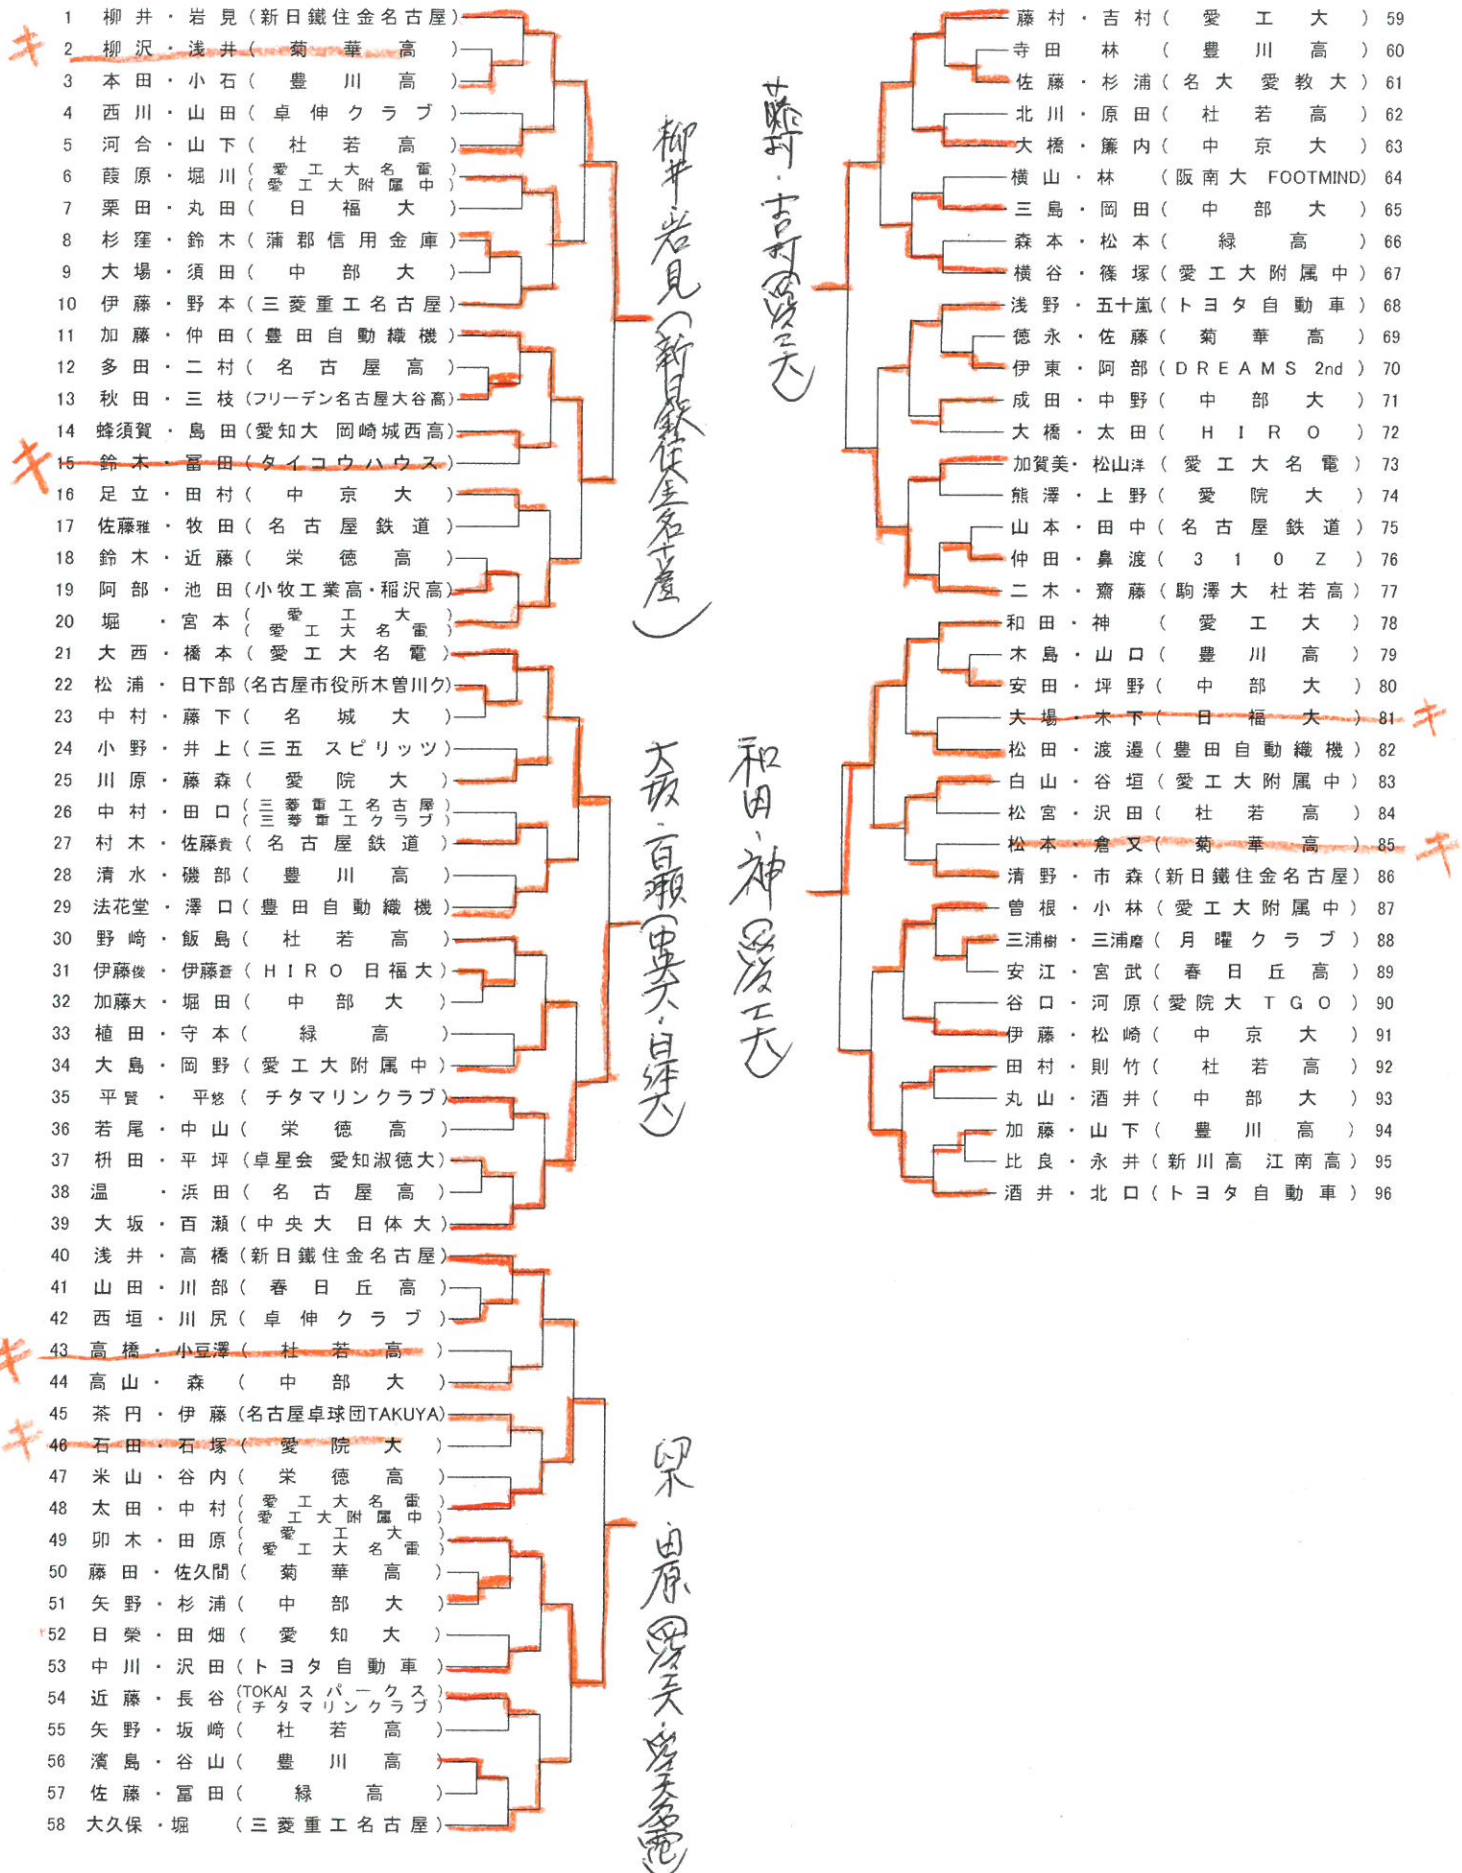 キ
キ
キ
キ
1 柳井・岩見(新日鐵住金名古屋)
2 柳沢・浅井(菊華高)
3 本田・小石(豊川高)
4 西川・山田(卓伸クラブ)
5 河合・山下(杜若高)
6 葭原・堀川(愛工大名電)(愛工大附属中)
7 栗田・丸田(日福大)
8 杉窪・鈴木(蒲郡信用金庫)
9 大場・須田(中部大)
10 伊藤・野本(三菱重工名古屋)
11 加藤・仲田(豊田自動織機)
12 多田・二村(名古屋高)
13 秋田・三枝(フリーデン名古屋大谷高)
14 蜂須賀・島田(愛知大 岡崎城西高)
15 鈴木・冨田(タイコウハウス)
16 足立・田村(中京大)
17 佐藤雅・牧田(名古屋鉄道)
18 鈴木・近藤(栄徳高)
19 阿部・池田(小牧工業高・稲沢高)
20 堀・宮本(愛工大)(愛工大名電)
21 大西・橋本(愛工大名電)
22 松浦・日下部(名古屋市役所木曽川ク)
23 中村・藤下(名城大)
24 小野・井上(三五 スピリッツ)
25 川原・藤森(愛院大)
26 中村・田口(三菱重工名古屋)(三菱重工クラブ)
27 村木・佐藤貴(名古屋鉄道)
28 清水・磯部(豊川高)
29 法花堂・澤口(豊田自動織機)
30 野﨑・飯島(杜若高)
31 伊藤俊・伊藤蒼(HIRO 日福大)
32 加藤大・堀田(中部大)
33 植田・守本(緑高)
34 大島・岡野(愛工大附属中)
35 平賢・平悠(チタマリンクラブ)
36 若尾・中山(栄徳高)
37 枡田・平坪(卓星会 愛知淑徳大)
38 温・浜田(名古屋高)
39 大坂・百瀬(中央大 日体大)
40 浅井・高橋(新日鐵住金名古屋)
41 山田・川部(春日丘高)
42 西垣・川尻(卓伸クラブ)
43 高橋・小豆澤(杜若高)
44 高山・森(中部大)
45 茶円・伊藤(名古屋卓球団TAKUYA)
46 石田・石塚(愛院大)
47 米山・谷内(栄徳高)
48 太田・中村(愛工大名電)(愛工大附属中)
49 卯木・田原(愛工大)(愛工大名電)
50 藤田・佐久間(菊華高)
51 矢野・杉浦(中部大)
52 日榮・田畑(愛知大)
53 中川・沢田(トヨタ自動車)
54 近藤・長谷(TOKAIスパークス)(チタマリンクラブ)
55 矢野・坂﨑(杜若高)
56 濱島・谷山(豊川高)
57 佐藤・冨田(緑高)
58 大久保・堀(三菱重工名古屋)
柳井・岩見(新日鉄住金名古屋)
大坂・百瀬(中央大・日体大)
卯木 田原(愛工大・愛工大名電)
藤村・吉村(愛工大)
和田・神(愛工大)
藤村・吉村(愛工大)59
寺田 林(豊川高)60
佐藤・杉浦(名大 愛教大)61
北川・原田(杜若高)62
大橋・簾内(中京大)63
横山・林(阪南大 FOOTMIND)64
三島・岡田(中部大)65
森本・松本(緑高)66
横谷・篠塚(愛工大附属中)67
浅野・五十嵐(トヨタ自動車)68
徳永・佐藤(菊華高)69
伊東・阿部(DREAMS 2nd)70
成田・中野(中部大)71
大橋・太田(HIRO)72
加賀美・松山洋(愛工大名電)73
熊澤・上野(愛院大)74
山本・田中(名古屋鉄道)75
仲田・鼻渡(310Z)76
二木・齋藤(駒澤大 杜若高)77
和田・神(愛工大)78
木島・山口(豊川高)79
安田・坪野(中部大)80
大場・木下(日福大)81 キ
松田・渡邉(豊田自動織機)82
白山・谷垣(愛工大附属中)83
松宮・沢田(杜若高)84
松本・倉又(菊華高)85 キ
清野・市森(新日鐵住金名古屋)86
曽根・小林(愛工大附属中)87
三浦樹・三浦磨(月曜クラブ)88
安江・宮武(春日丘高)89
谷口・河原(愛院大 TGO)90
伊藤・松崎(中京大)91
田村・則竹(杜若高)92
丸山・酒井(中部大)93
加藤・山下(豊川高)94
比良・永井(新川高 江南高)95
酒井・北口(トヨタ自動車)96